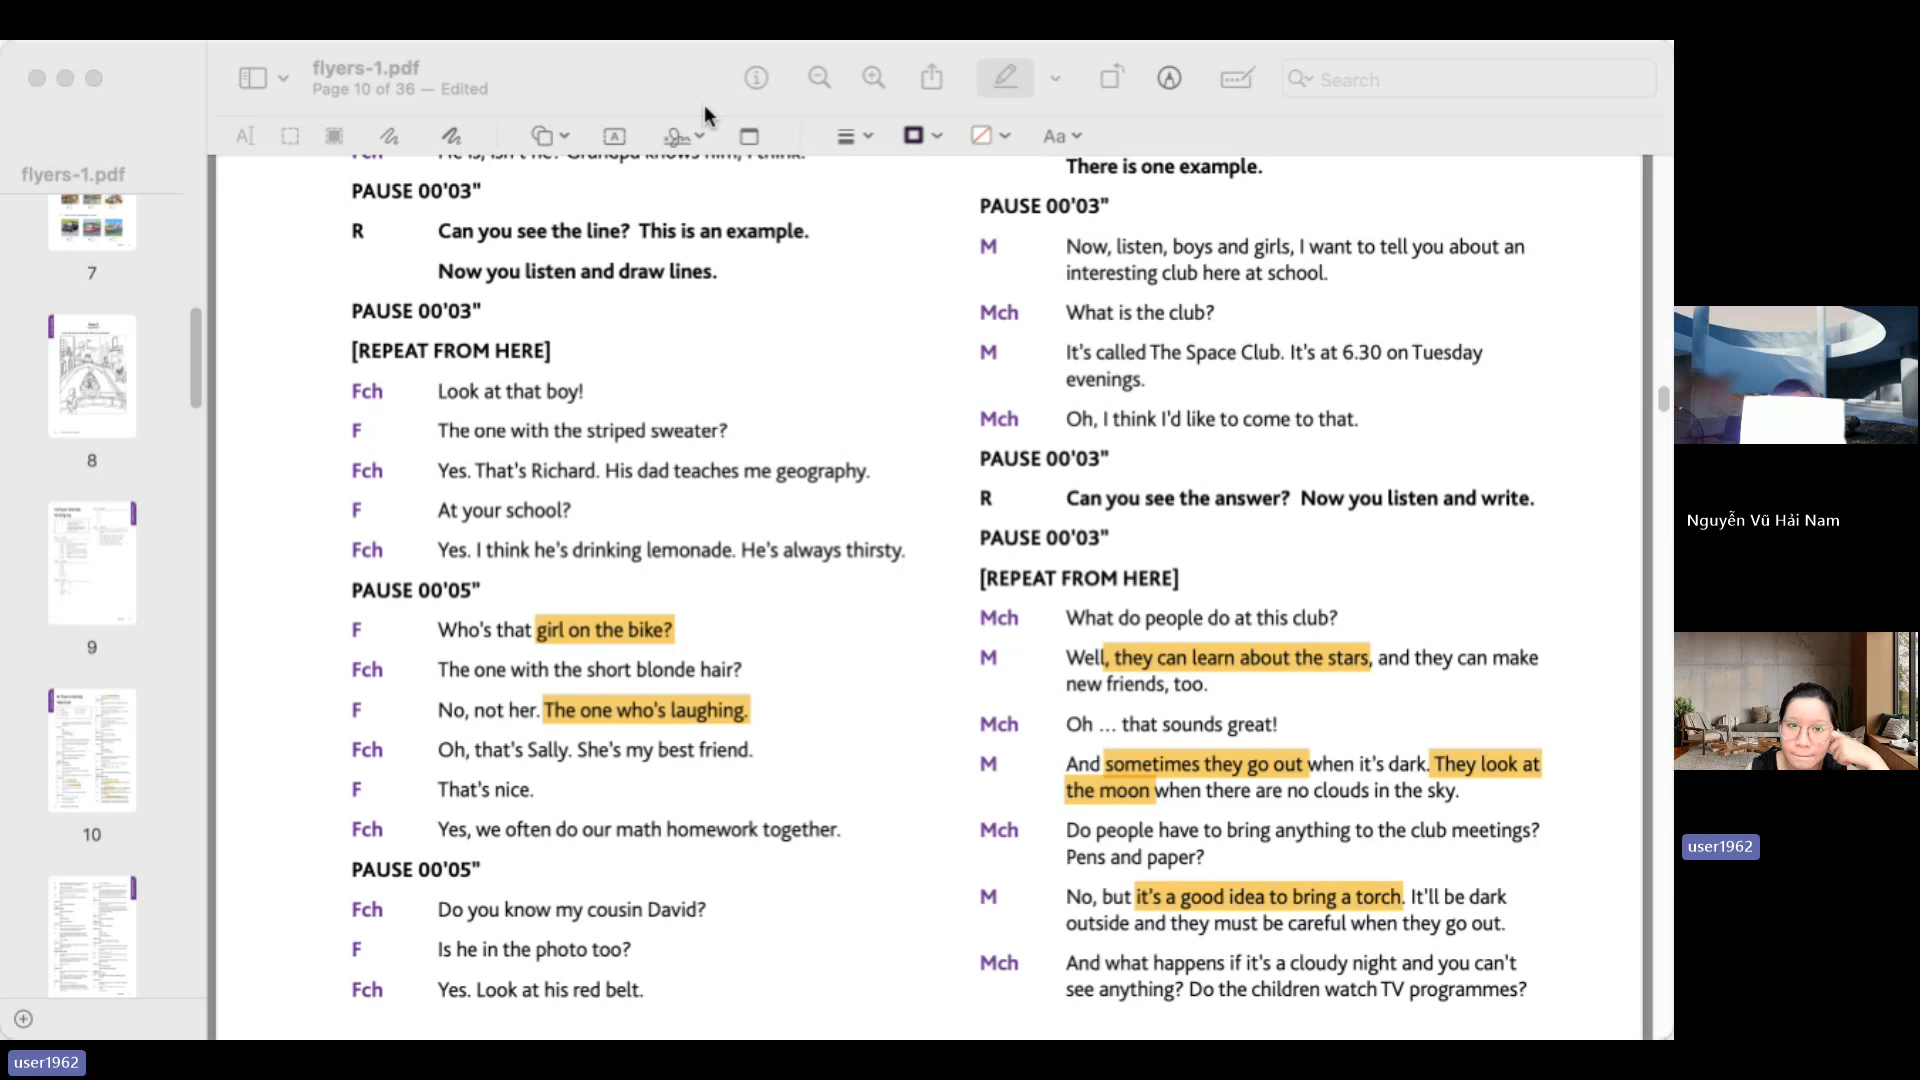 flyers-1.pdf
Page 10 of 36 — Edited
Search
Aa
flyers-1.pdf
7
8
9
10
Fch He is, isn't he? Grandpa knows him, I think.
PAUSE 00'03"
R Can you see the line? This is an example.
Now you listen and draw lines.
PAUSE 00'03"
[REPEAT FROM HERE]
Fch Look at that boy!
F The one with the striped sweater?
Fch Yes. That's Richard. His dad teaches me geography.
F At your school?
Fch Yes. I think he's drinking lemonade. He's always thirsty.
PAUSE 00'05"
F Who's that girl on the bike?
Fch The one with the short blonde hair?
F No, not her. The one who's laughing.
Fch Oh, that's Sally. She's my best friend.
F That's nice.
Fch Yes, we often do our math homework together.
PAUSE 00'05"
Fch Do you know my cousin David?
F Is he in the photo too?
Fch Yes. Look at his red belt.
There is one example.
PAUSE 00'03"
M Now, listen, boys and girls, I want to tell you about an
interesting club here at school.
Mch What is the club?
M It's called The Space Club. It's at 6.30 on Tuesday
evenings.
Mch Oh, I think I'd like to come to that.
PAUSE 00'03"
R Can you see the answer? Now you listen and write.
PAUSE 00'03"
[REPEAT FROM HERE]
Mch What do people do at this club?
M Well, they can learn about the stars, and they can make
new friends, too.
Mch Oh … that sounds great!
M And sometimes they go out when it's dark. They look at
the moon when there are no clouds in the sky.
Mch Do people have to bring anything to the club meetings?
Pens and paper?
M No, but it's a good idea to bring a torch. It'll be dark
outside and they must be careful when they go out.
Mch And what happens if it's a cloudy night and you can't
see anything? Do the children watch TV programmes?
Nguyễn Vũ Hải Nam
user1962
user1962